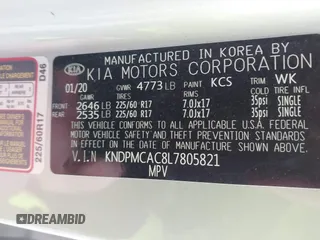 MANUFACTURED IN KOREA BY
KIA KIA MOTORS CORPORATION
01/20 GVWR 4773 LB PAINT KCS TRIM WK
GAWR TIRE RIM COLD
FRONT 2646 LB 225/60 R17 7.0Jx17 35psi SINGLE
REAR 2535 LB 225/60 R17 7.0Jx17 35psi SINGLE
THIS VEHICLE CONFORMS TO ALL APPLICABLE U.S. FEDERAL
MOTOR VEHICLE SAFETY AND THEFT PREVENTION STANDARDS
IN EFFECT ON THE DATE OF MANUFACTURE SHOWN ABOVE.
V.I.N KNDPMCAC8L7805821
MPV
D46
225/60R17
©DREAMBID